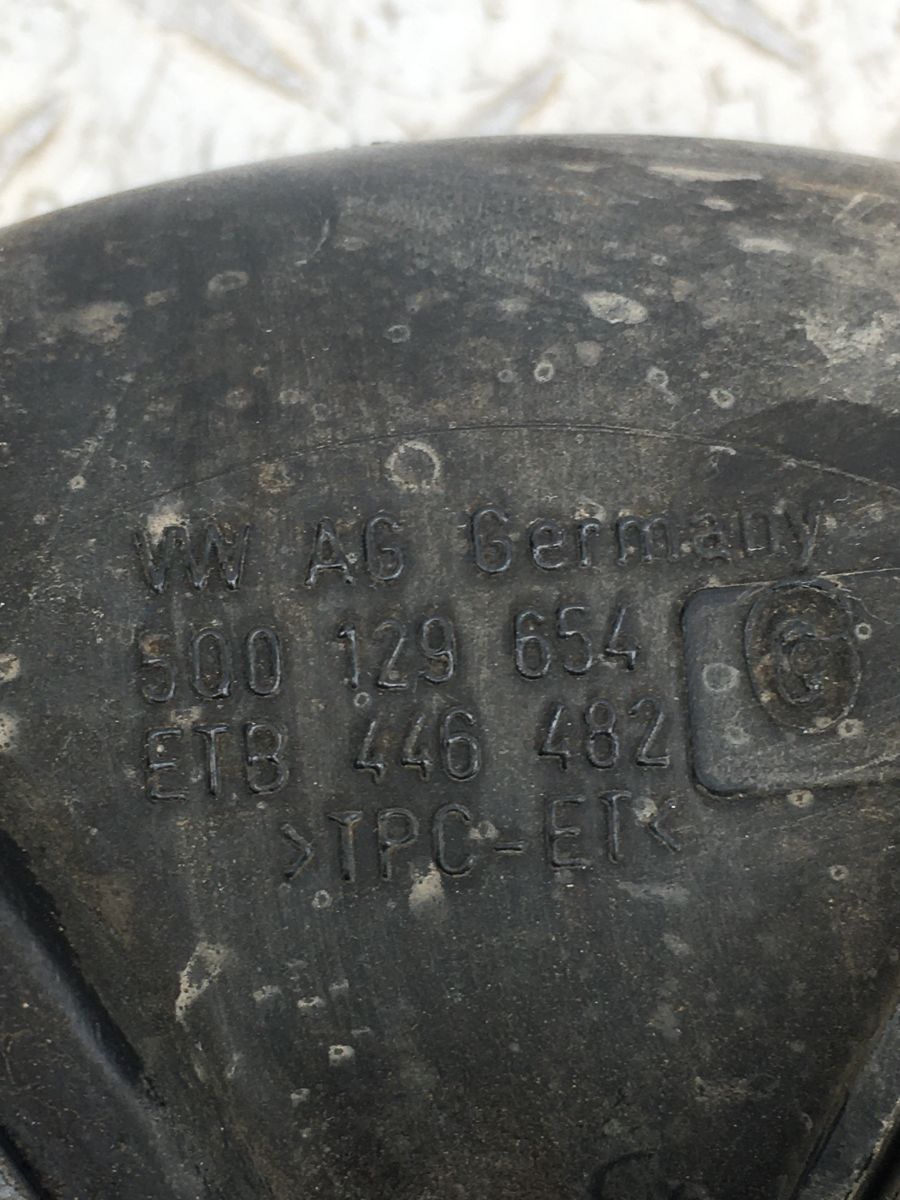 VW AG Germany
5Q0 129 654
ETB 446 482
>TPC-ET<